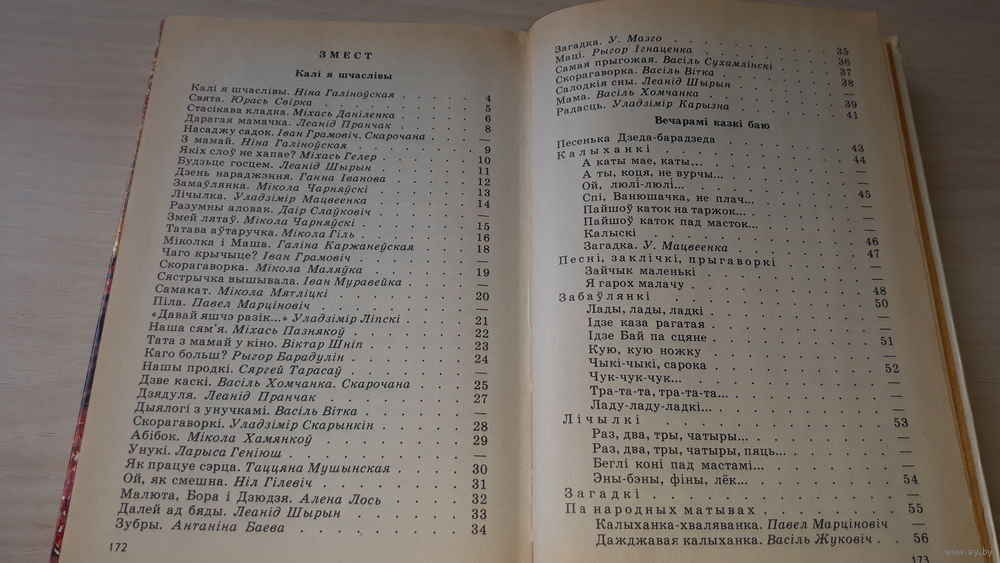 ЗМЕСТ
Калі я шчаслівы
Калі я шчаслівы. Ніна Галіноўская . . . 4
Свята. Юрась Свірка . . . 5
Стасікава кладка. Міхась Даніленка . . . 6
Дарагая мамачка. Леанід Пранчак . . . 8
Насаджу садок. Іван Грамовіч. Скарочана . . . —
З мамай. Ніна Галіноўская . . . 9
Якіх слоў не хапае? Міхась Гелер . . . 10
Будзьце госцем. Леанід Шырын . . . 11
Дзень нараджэння. Ганна Іванова . . . 12
Замаўлянка. Мікола Чарняўскі . . . 13
Лічылка. Уладзімір Мацвеенка . . . 14
Разумны аловак. Даір Слаўковіч . . . —
Змей лятаў. Мікола Чарняўскі . . . 15
Татава аўтаручка. Мікола Гіль . . . 16
Міколка і Маша. Галіна Каржанеўская . . . 18
Чаго крычыце? Іван Грамовіч . . . —
Скорагаворка. Мікола Маляўка . . . 19
Сястрычка вышывала. Іван Муравейка . . . —
Самакат. Мікола Мятліцкі . . . 20
Піла. Павел Марціновіч . . . —
«Давай яшчэ разік...» Уладзімір Ліпскі . . . 21
Наша сям'я. Міхась Пазнякоў . . . 22
Тата з мамай у кіно. Віктар Шніп . . . 23
Каго больш? Рыгор Барадулін . . . 24
Нашы продкі. Сяргей Тарасаў . . . —
Дзве каскі. Васіль Хомчанка. Скарочана . . . 25
Дзядуля. Леанід Пранчак . . . 27
Дыялогі з унучкамі. Васіль Вітка . . . —
Скорагаворкі. Уладзімір Скарынкін . . . 28
Абібок. Мікола Хамянкоў . . . 29
Унукі. Ларыса Геніюш . . . —
Як працуе сэрца. Таццяна Мушынская . . . 30
Ой, як смешна. Ніл Гілевіч . . . 31
Малюта, Бора і Дзюдзя. Алена Лось . . . 32
Далей ад бяды. Леанід Шырын . . . 33
Зубры. Антаніна Баева . . . 34
172
Загадка. У. Мазго . . . 35
Маці. Рыгор Ігнаценка . . . 36
Самая прыгожая. Васіль Сухамлінскі . . . 37
Скорагаворка. Васіль Вітка . . . 38
Салодкія сны. Леанід Шырын . . . —
Мама. Васіль Хомчанка . . . 39
Радасць. Уладзімір Карызна . . . 41
Вечарамі казкі баю
Песенька Дзеда-барадзеда . . . 43
Калыханкі . . . 44
А каты мае, каты... . . . —
А ты, коця, не вурчы... . . . —
Ой, люлі-люлі... . . . 45
Спі, Ванюшачка, не плач... . . . —
Пайшоў каток на таржок... . . . —
Пайшоў каток пад масток... . . . —
Калыскі . . . 46
Загадка. У. Мацвеенка . . . 47
Песні, заклічкі, прыгаворкі
Зайчык маленькі . . . —
Я гарох малачу . . . 48
Забаўлянкі . . . 50
Лады, лады, ладкі . . . —
Ідзе каза рагатая . . . —
Ідзе Бай па сцяне . . . 51
Кую, кую ножку . . . —
Чыкі-чыкі, сарока . . . 52
Чук-чук-чук... . . . —
Тра-та-та, тра-та-та... . . . —
Ладу-ладу-ладкі... . . . —
Лічылкі . . . 53
Раз, два, тры, чатыры... . . . —
Раз, два, тры, чатыры, пяць... . . . —
Беглі коні пад мастамі... . . . —
Эны-бэны, фіны, лёк... . . . 54
Загадкі . . . —
Па народных матывах . . . 55
Калыханка-хваляванка. Павел Марціновіч —
Дажджавая калыханка. Васіль Жуковіч . . 56
173
www.ay.by